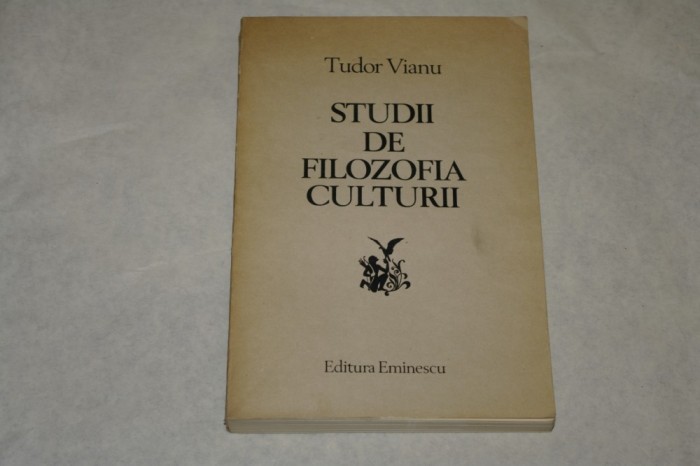 Tudor Vianu
STUDII
DE
FILOZOFIA
CULTURII
Editura Eminescu